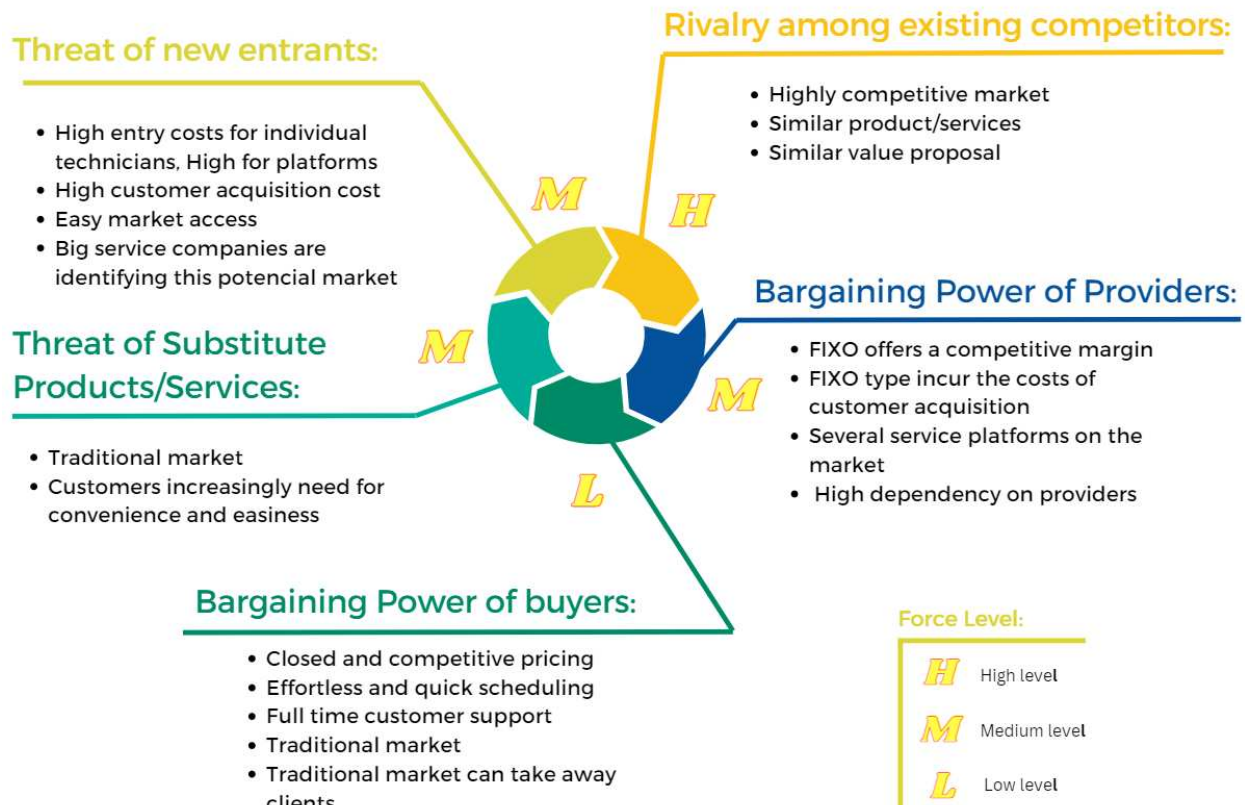 Threat of new entrants:
• High entry costs for individual
technicians, High for platforms
• High customer acquisition cost
• Easy market access
• Big service companies are
identifying this potencial market
M
Rivalry among existing competitors:
• Highly competitive market
• Similar product/services
• Similar value proposal
H
Threat of Substitute
Products/Services:
• Traditional market
• Customers increasingly need for
convenience and easiness
M
Bargaining Power of Providers:
• FIXO offers a competitive margin
• FIXO type incur the costs of
customer acquisition
• Several service platforms on the
market
• High dependency on providers
M
L
Bargaining Power of buyers:
• Closed and competitive pricing
• Effortless and quick scheduling
• Full time customer support
• Traditional market
• Traditional market can take away
clients
Force Level:
H High level
M Medium level
L Low level